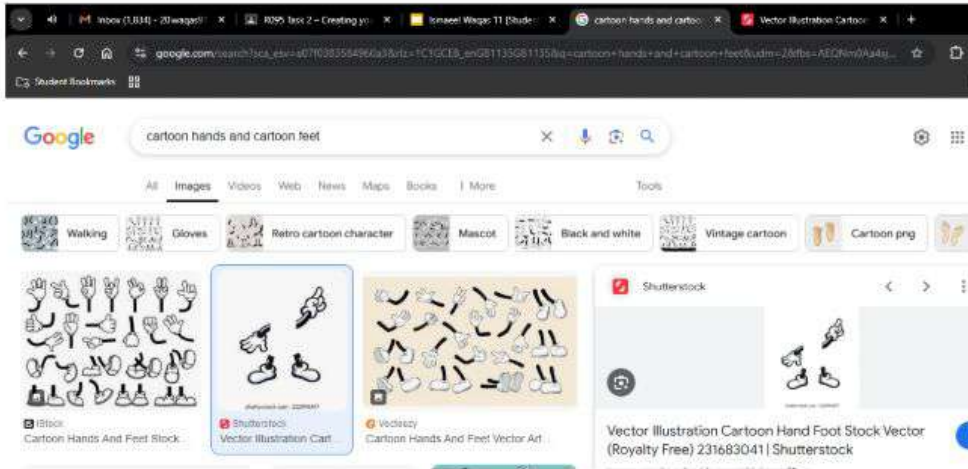 Inbox (1,834) - 20waqas
R095 Task 2 – Creating yo
Ismaeel Waqas 11 [Stude
cartoon hands and cartoo
Vector Illustration Cartoo
google.com
Student Bookmarks
Google
cartoon hands and cartoon feet
All Images Videos Web News Maps Books More Tools
Walking Gloves Retro cartoon character Mascot Black and white Vintage cartoon Cartoon png
Shutterstock
iStock
Cartoon Hands And Feet Stock...
Shutterstock
Vector Illustration Cart...
Vecteezy
Cartoon Hands And Feet Vector Art...
Vector Illustration Cartoon Hand Foot Stock Vector
(Royalty Free) 231683041 | Shutterstock